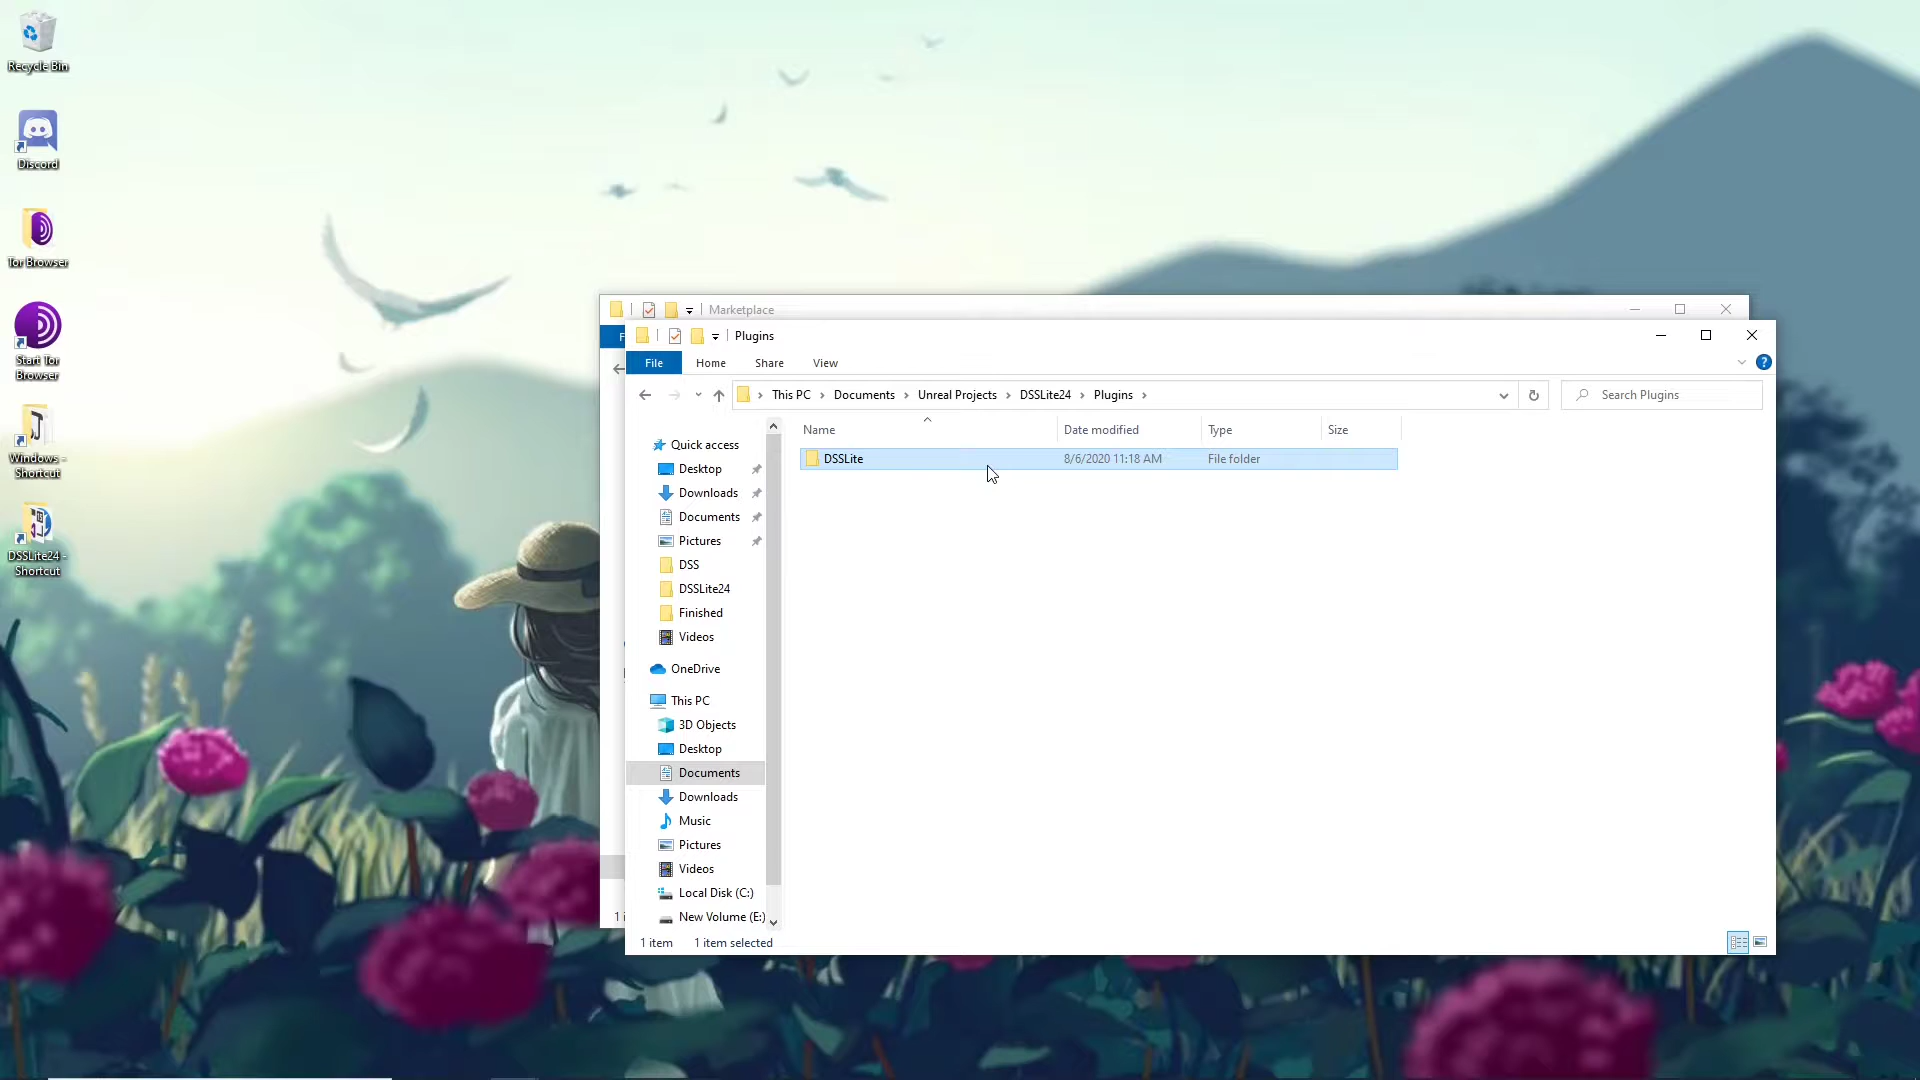 Recycle Bin
Discord
Tor Browser
Start Tor
Browser
Windows -
Shortcut
DSSLite24 -
Shortcut
Marketplace
Plugins
File
Home
Share
View
This PC
Documents
Unreal Projects
DSSLite24
Plugins
Search Plugins
Name
Date modified
Type
Size
DSSLite
8/6/2020 11:18 AM
File folder
Quick access
Desktop
Downloads
Documents
Pictures
DSS
DSSLite24
Finished
Videos
OneDrive
This PC
3D Objects
Desktop
Documents
Downloads
Music
Pictures
Videos
Local Disk (C:)
New Volume (E:)
1 item
1 item selected